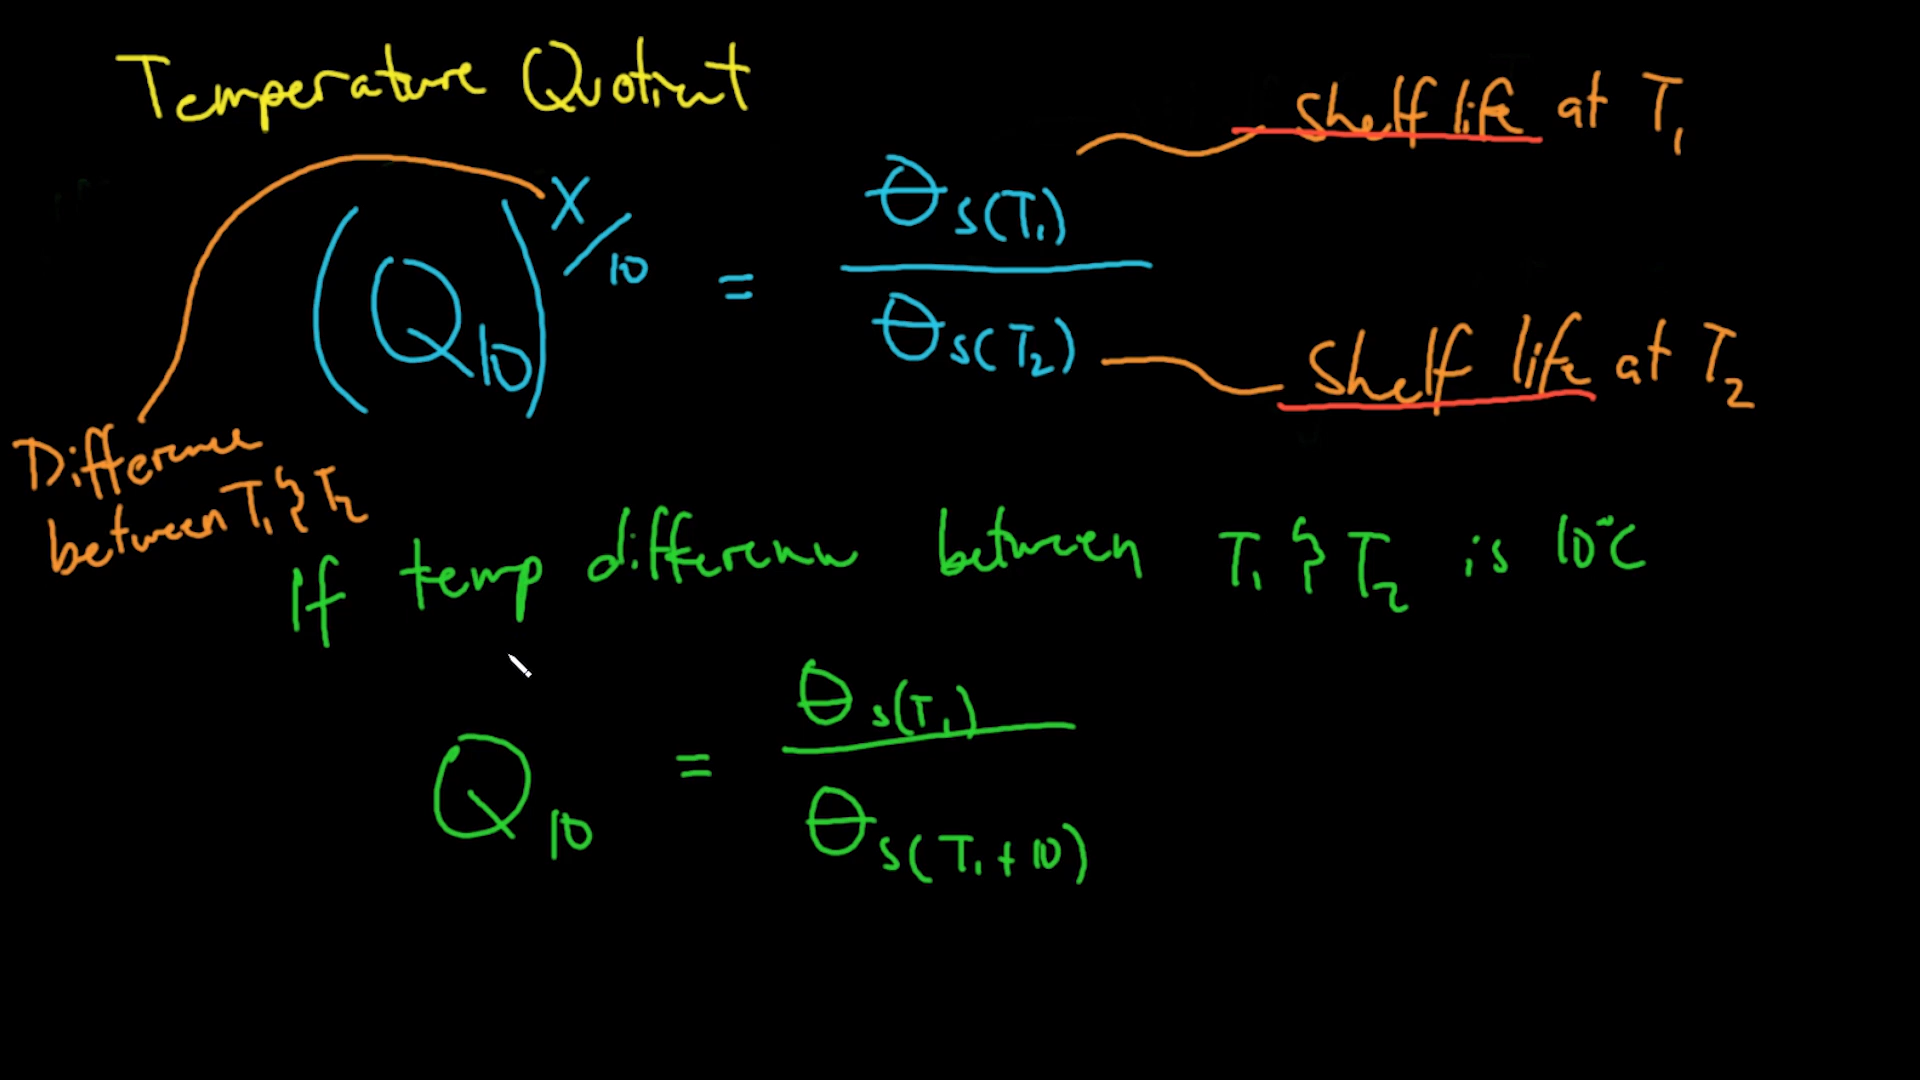 Temperature Quotient
(Q10)^X/10 = θs(T1) / θs(T2)
Shelf life at T1
Shelf life at T2
Difference
between T1 & T2
If temp difference between T1 & T2 is 10°C
Q10 = θs(T1) / θs(T1+10)